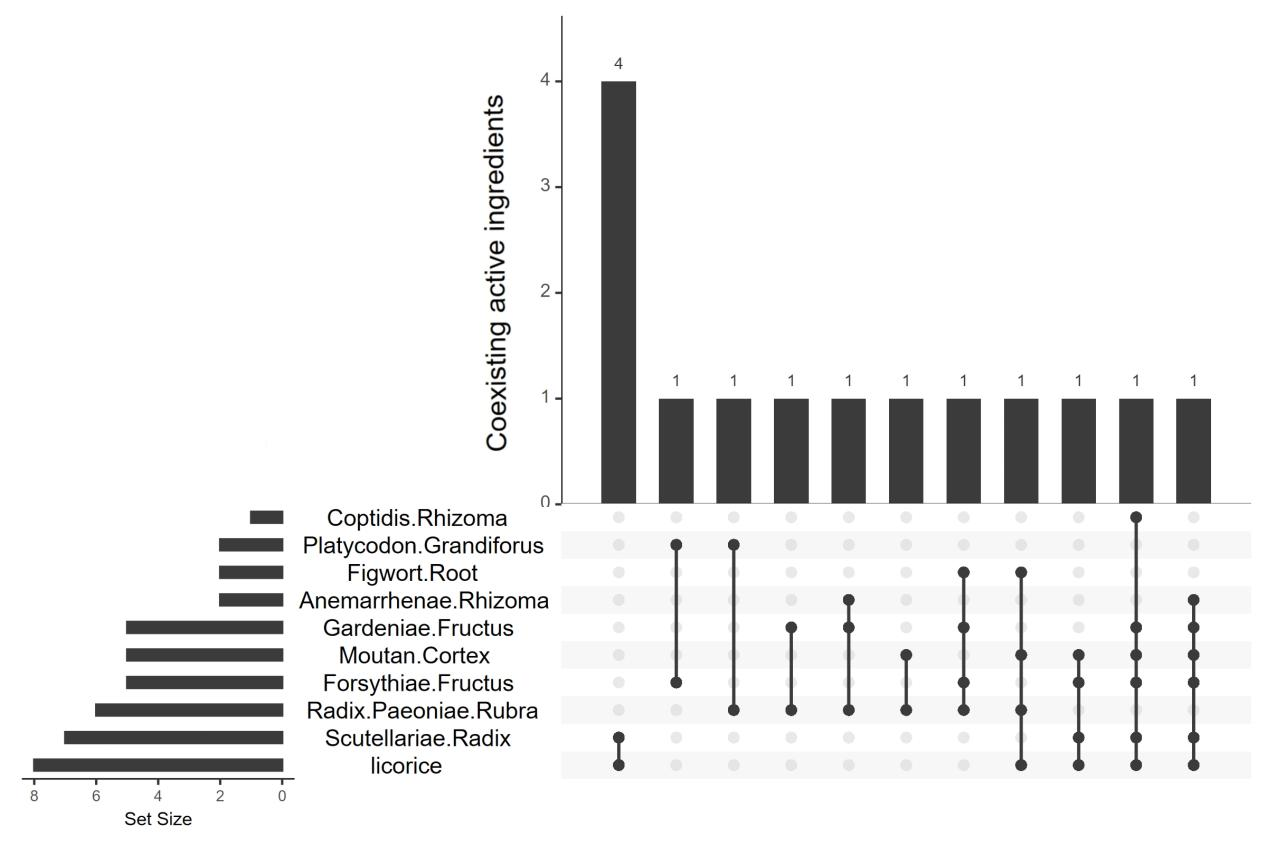 Coexisting active ingredients
4
3
2
1
0
4
1 1 1 1 1 1 1 1 1 1
Coptidis.Rhizoma
Platycodon.Grandiforus
Figwort.Root
Anemarrhenae.Rhizoma
Gardeniae.Fructus
Moutan.Cortex
Forsythiae.Fructus
Radix.Paeoniae.Rubra
Scutellariae.Radix
licorice
8 6 4 2 0
Set Size